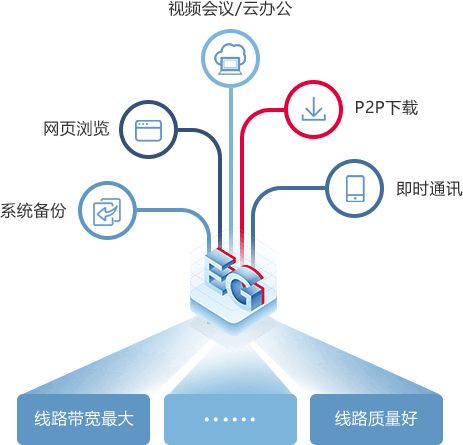 视频会议/云办公
P2P下载
网页浏览
即时通讯
系统备份
EG
线路带宽最大
……
线路质量好